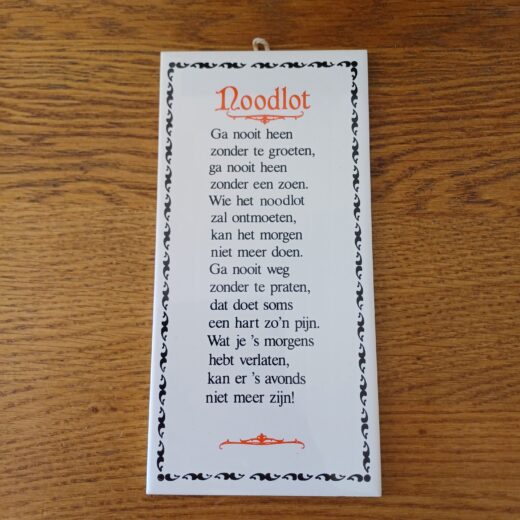 Noodlot
Ga nooit heen
zonder te groeten,
ga nooit heen
zonder een zoen.
Wie het noodlot
zal ontmoeten,
kan het morgen
niet meer doen.
Ga nooit weg
zonder te praten,
dat doet soms
een hart zo'n pijn.
Wat je 's morgens
hebt verlaten,
kan er 's avonds
niet meer zijn!